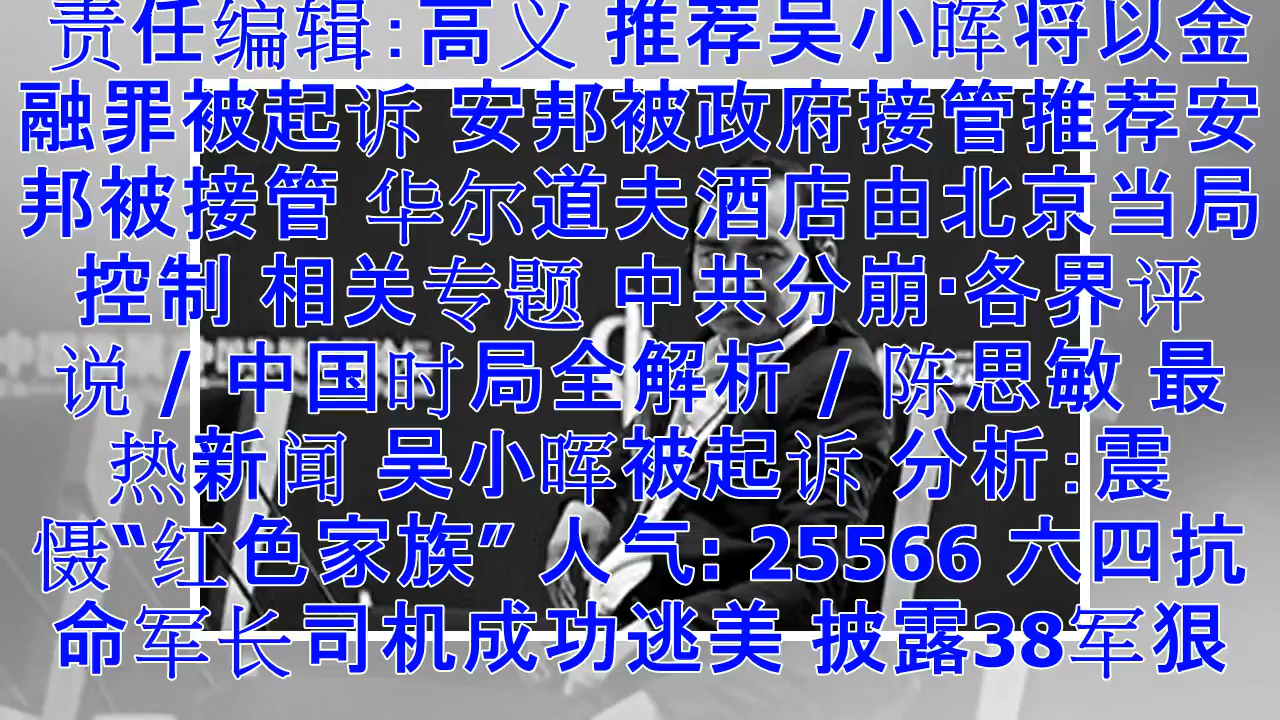 责任编辑:高义 推荐吴小晖将以金
融罪被起诉 安邦被政府接管推荐安
邦被接管 华尔道夫酒店由北京当局
控制 相关专题 中共分崩·各界评
说 / 中国时局全解析 / 陈思敏 最
热新闻 吴小晖被起诉 分析:震
慑“红色家族” 人气: 25566 六四抗
命军长司机成功逃美 披露38军狠